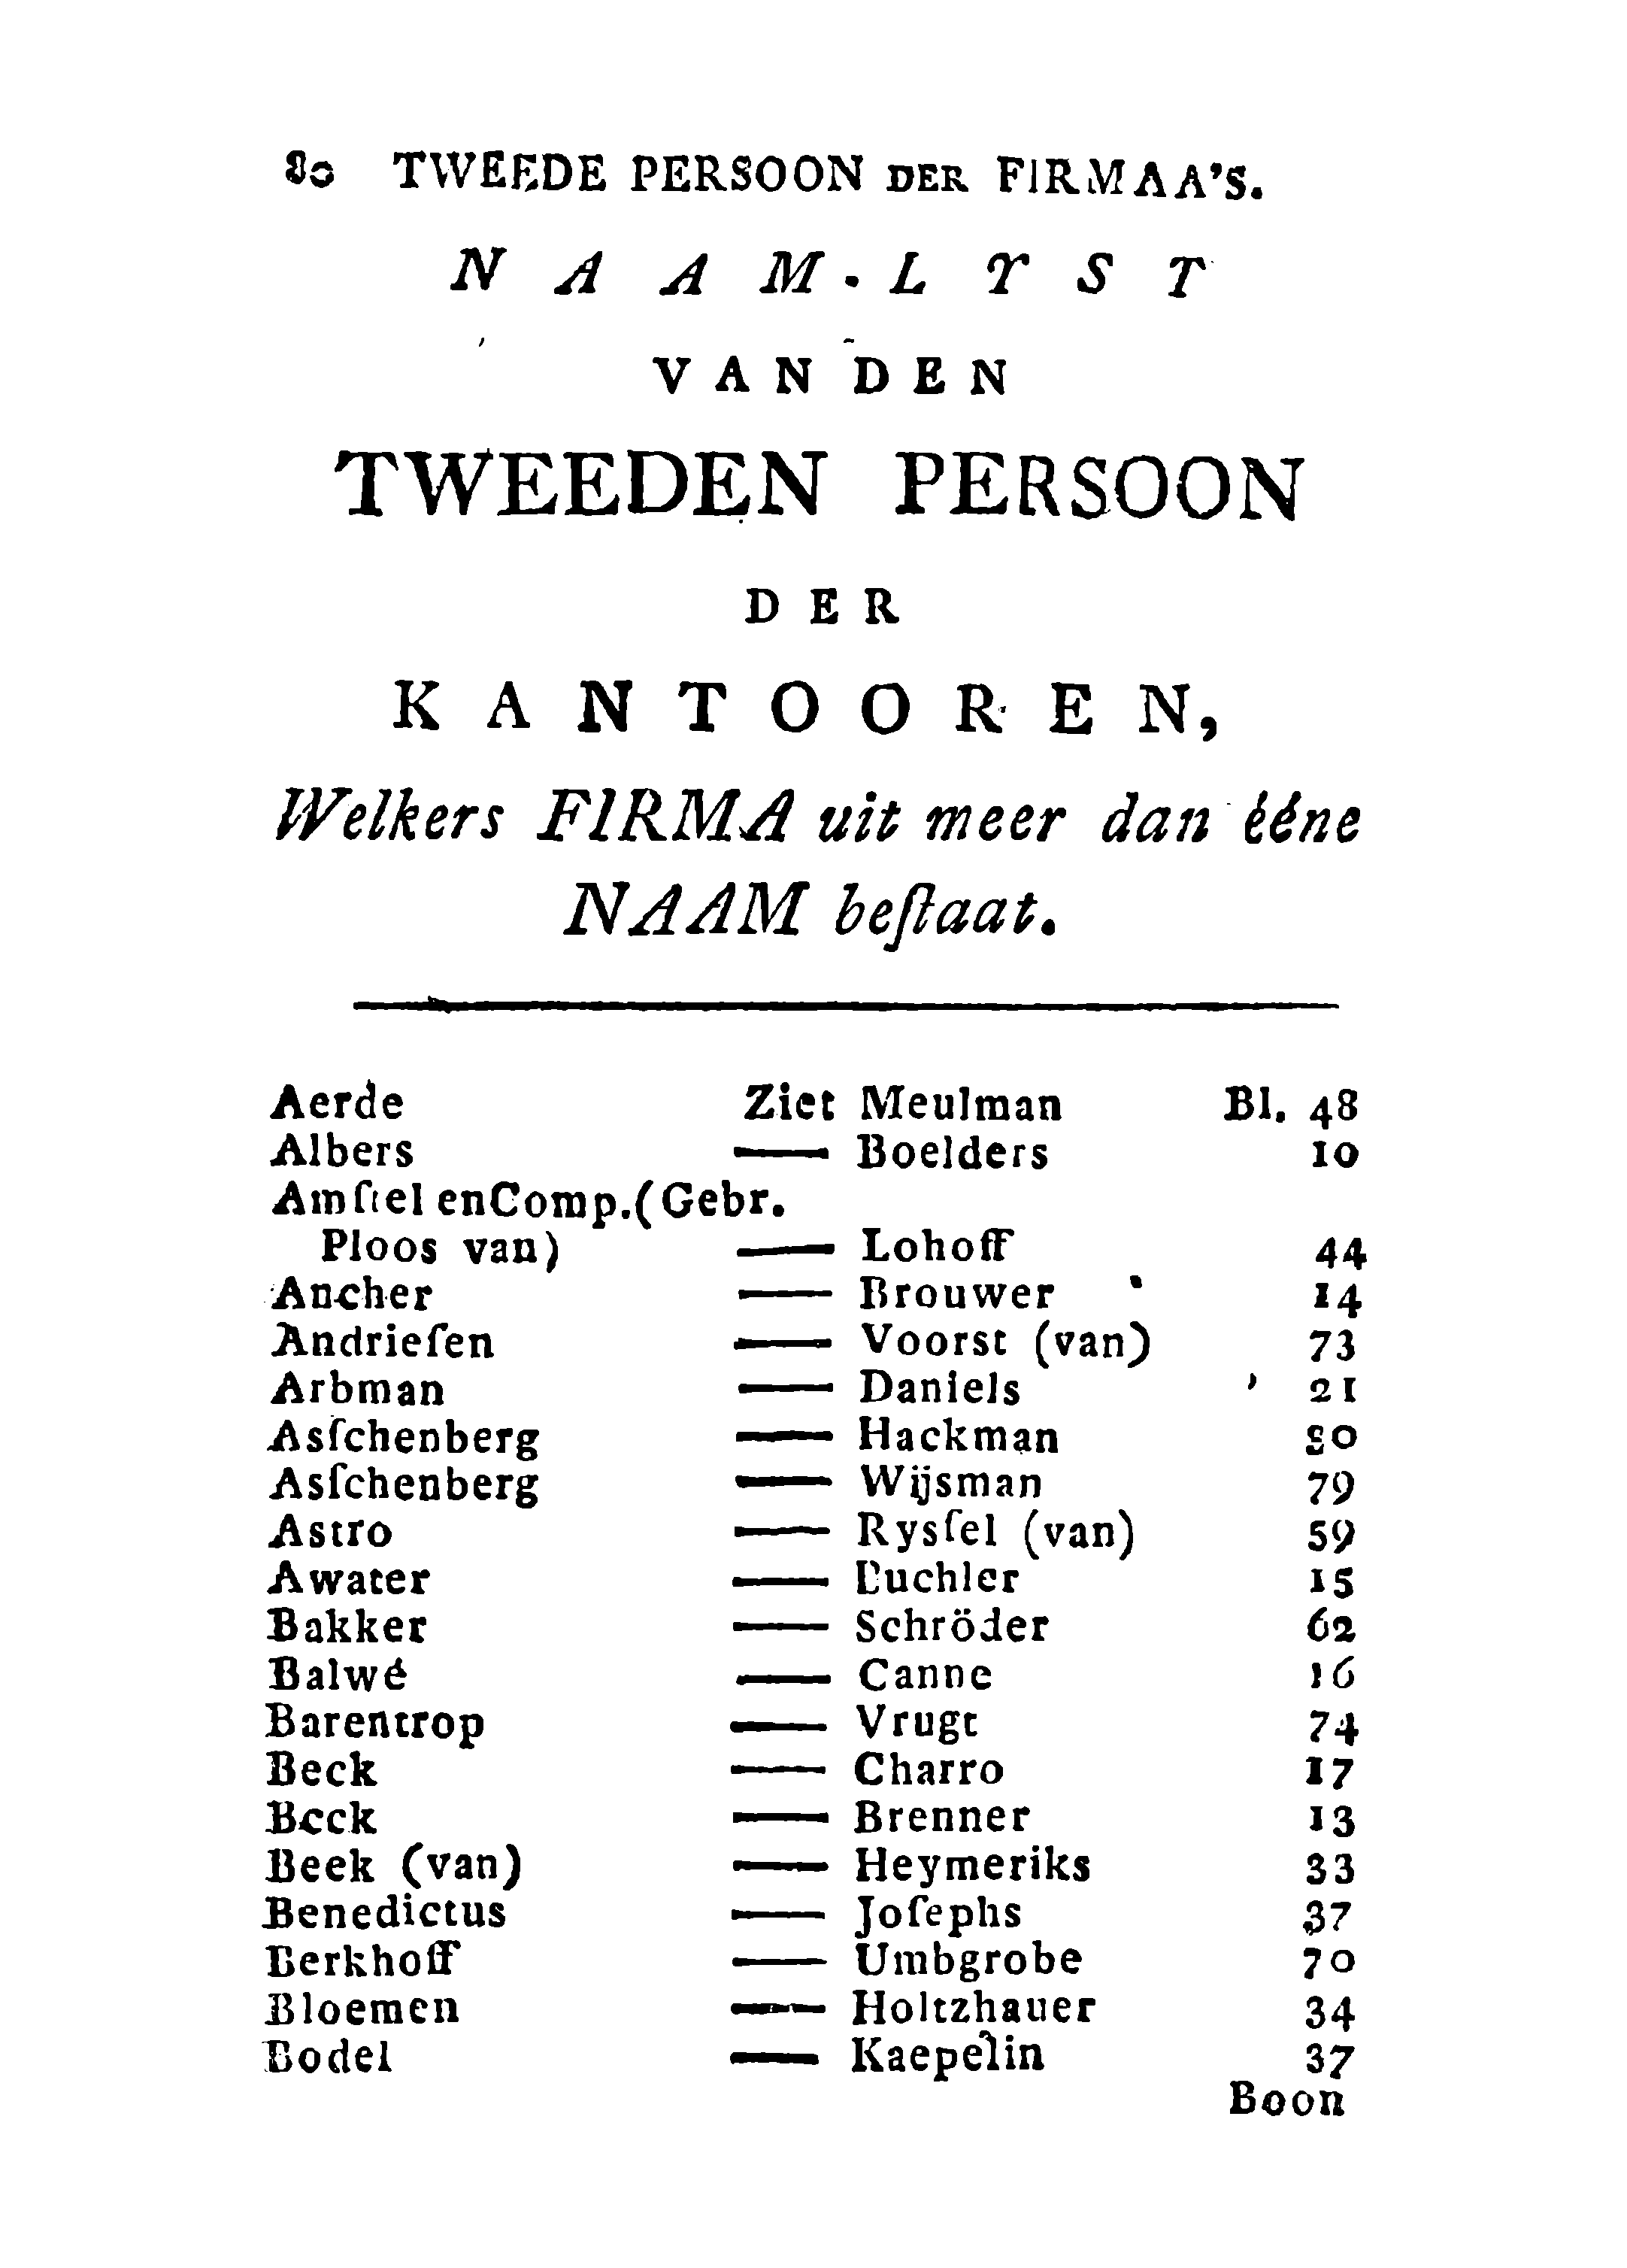 80 TWEEDE PERSOON DER FIRMAA'S.
NAAM-LYST
VAN DEN
TWEEDEN PERSOON
DER
KANTOOREN,
Welkers FIRMA uit meer dan ééne
NAAM beſtaat.
Aerde Ziet Meulman Bl. 48
Albers — Boelders 10
Amſtel en Comp. (Gebr.
Ploos van) — Lohoff 44
Ancher — Brouwer 14
Andrieſen — Voorst (van) 73
Arbman — Daniels 21
Asſchenberg — Hackman
Asſchenberg — Wijsman 79
Astro — Rysſel (van) 59
Awater — Buchler 15
Bakker — Schröder 62
Balwé — Canne 16
Barentrop — Vrugt 74
Beck — Charro 17
Beck — Brenner 13
Beek (van) — Heymeriks 33
Benedictus — Joſephs 37
Berkhoff — Umbgrobe 70
Bloemen — Holtzhauer 34
Bodel — Kaepelin 37
Boon